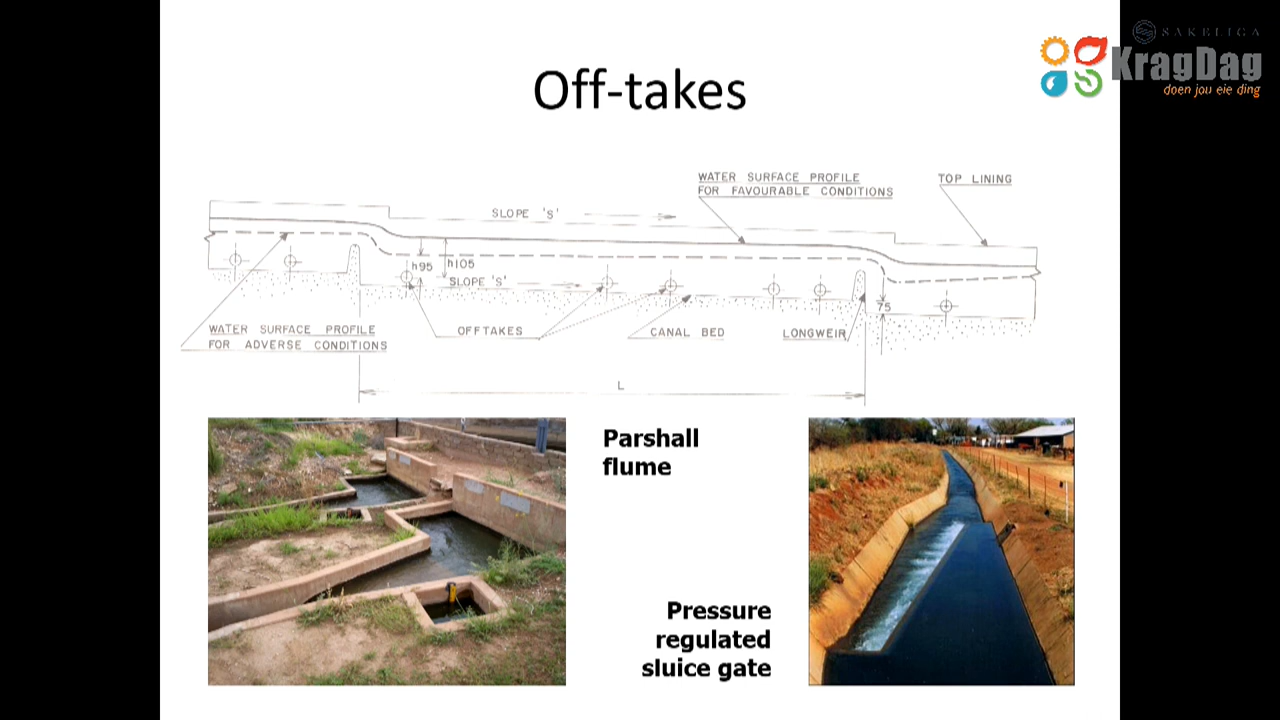 SAKELIGA
KragDag
doen jou eie ding
Off-takes
WATER SURFACE PROFILE
FOR FAVOURABLE CONDITIONS
TOP LINING
SLOPE 'S'
h95
h105
SLOPE 'S'
75
WATER SURFACE PROFILE
FOR ADVERSE CONDITIONS
OFFTAKES
CANAL BED
LONGWEIR
L
Parshall
flume
Pressure
regulated
sluice gate